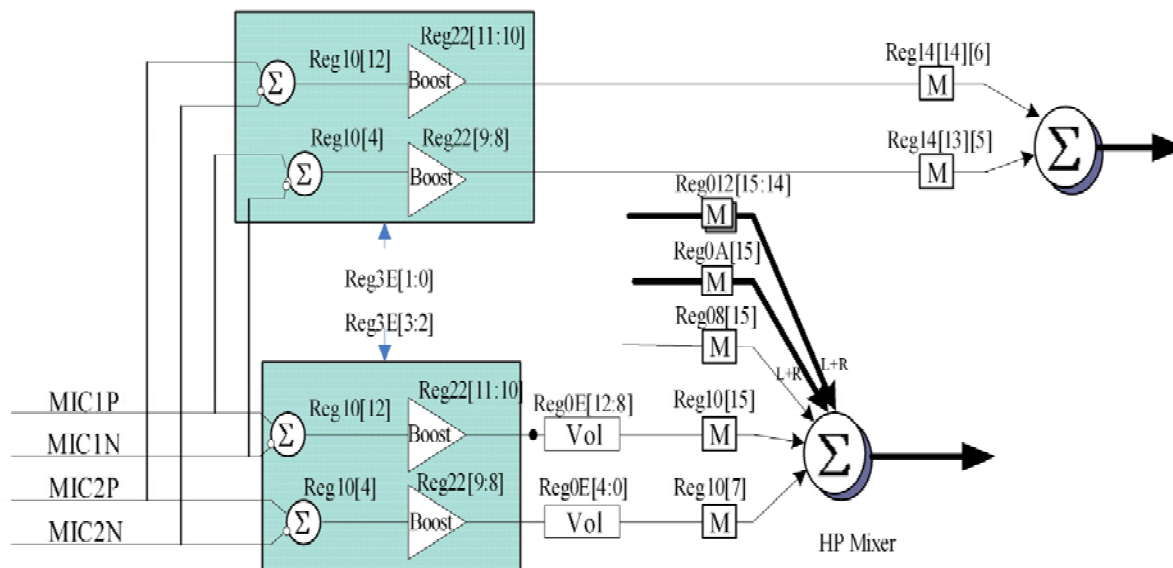 Reg22[11:10]
Reg10[12]
Σ
Boost
Reg14[14][6]
M
Reg10[4]
Reg22[9:8]
Σ
Boost
Reg14[13][5]
M
Σ
Reg012[15:14]
M
Reg3E[1:0]
Reg0A[15]
M
Reg3E[3:2]
Reg08[15]
M
L+R
L+R
MIC1P
MIC1N
MIC2P
MIC2N
Reg22[11:10]
Reg10[12]
Σ
Boost
Reg0E[12:8]
Vol
Reg10[15]
M
Reg10[4]
Reg22[9:8]
Σ
Boost
Reg0E[4:0]
Vol
Reg10[7]
M
Σ
HP Mixer